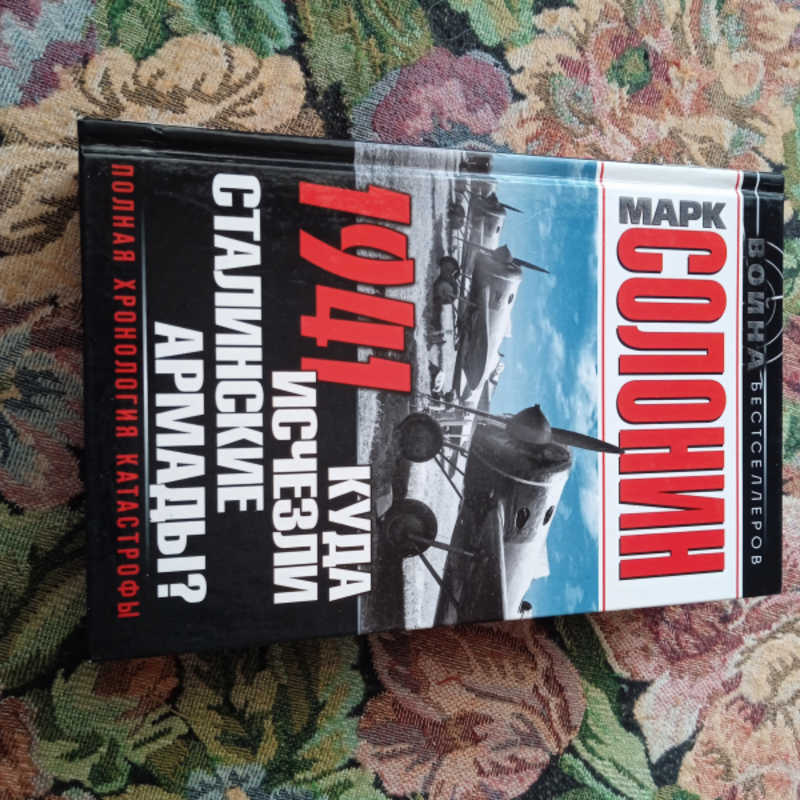 ВОЙНА БЕСТСЕЛЛЕРОВ
МАРК
СОЛОНИН
1941
КУДА
ИСЧЕЗЛИ
СТАЛИНСКИЕ
АРМАДЫ?
ПОЛНАЯ ХРОНОЛОГИЯ КАТАСТРОФЫ